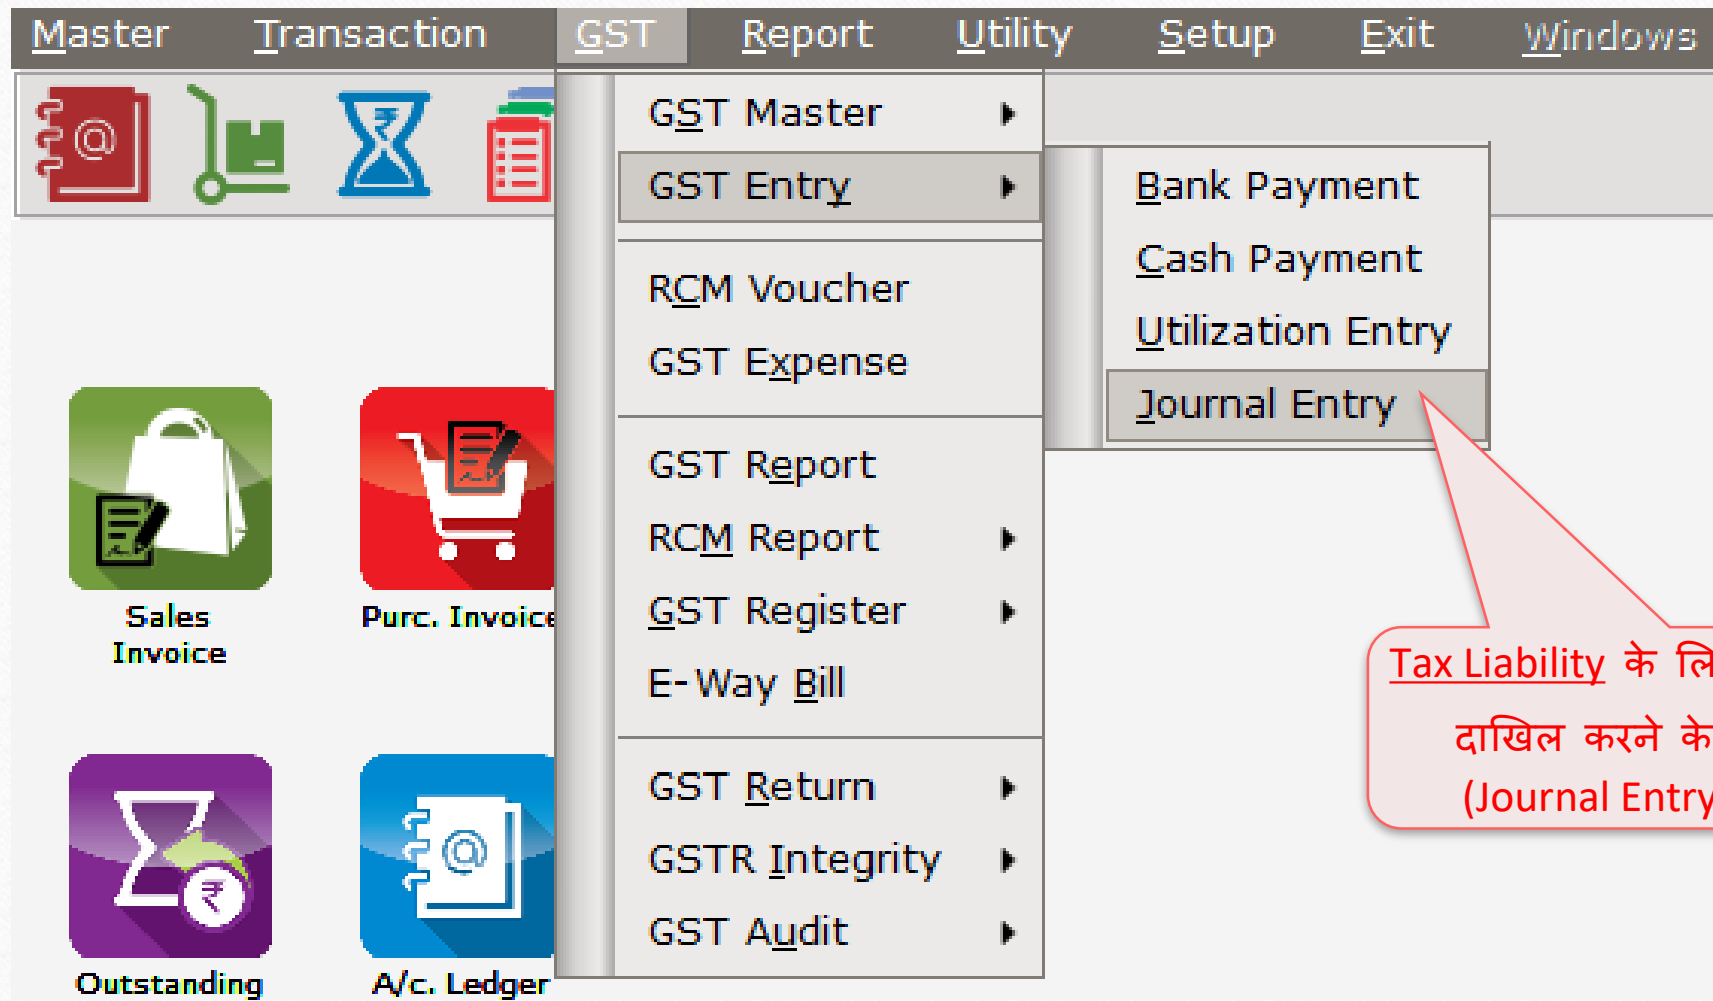 Master Transaction GST Report Utility Setup Exit Windows
GST Master
GST Entry
RCM Voucher
GST Expense
GST Report
RCM Report
GST Register
E-Way Bill
GST Return
GSTR Integrity
GST Audit
Bank Payment
Cash Payment
Utilization Entry
Journal Entry
Sales
Invoice
Purc. Invoice
Outstanding
A/c. Ledger
Tax Liability के
दाखिल करने के
(Journal Entry